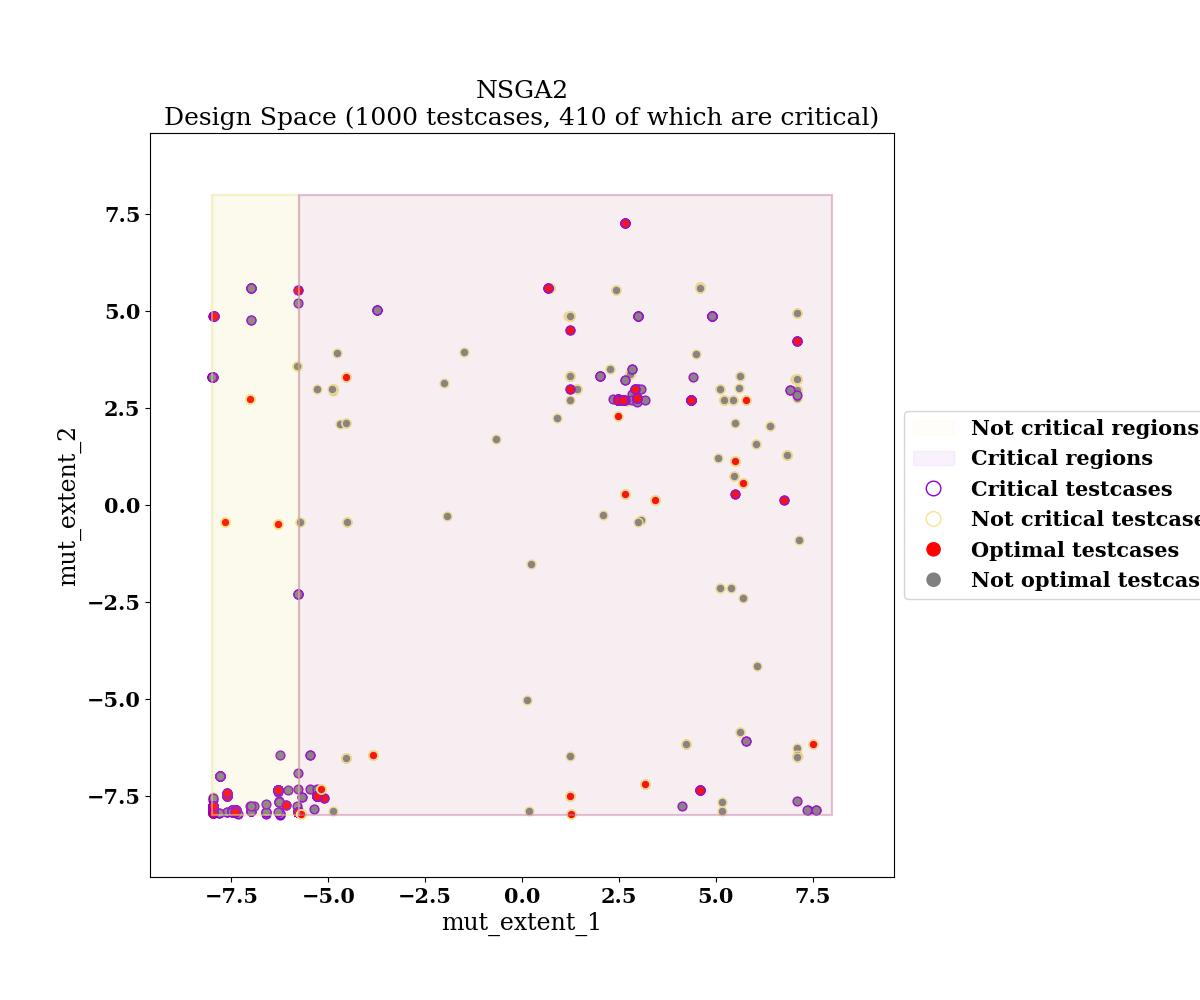 NSGA2
Design Space (1000 testcases, 410 of which are critical)
mut_extent_2
7.5
5.0
2.5
0.0
−2.5
−5.0
−7.5
−7.5 −5.0 −2.5 0.0 2.5 5.0 7.5
mut_extent_1
Not critical regions
Critical regions
Critical testcases
Not critical testcase
Optimal testcases
Not optimal testcas